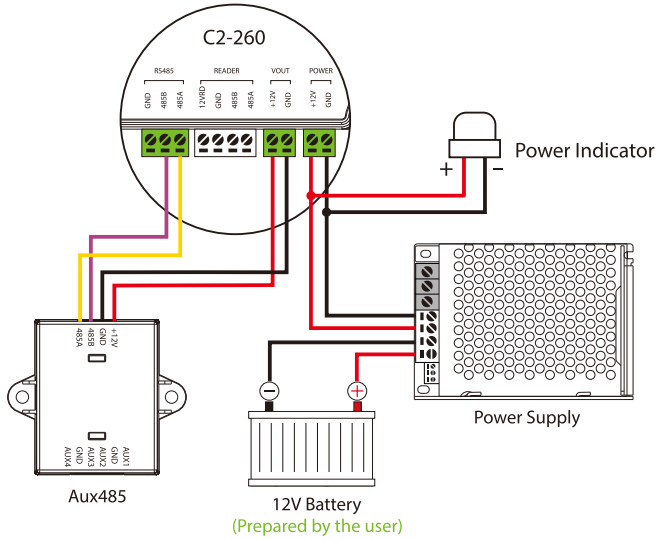 C2-260
RS485 READER VOUT POWER
GND 485B 485A 12VRD GND 485B 485A +12V GND +12V GND
Power Indicator
+ −
485A 485B GND +12V
− +
Power Supply
AUX4 GND AUX3 AUX2 GND AUX1
Aux485
12V Battery
(Prepared by the user)